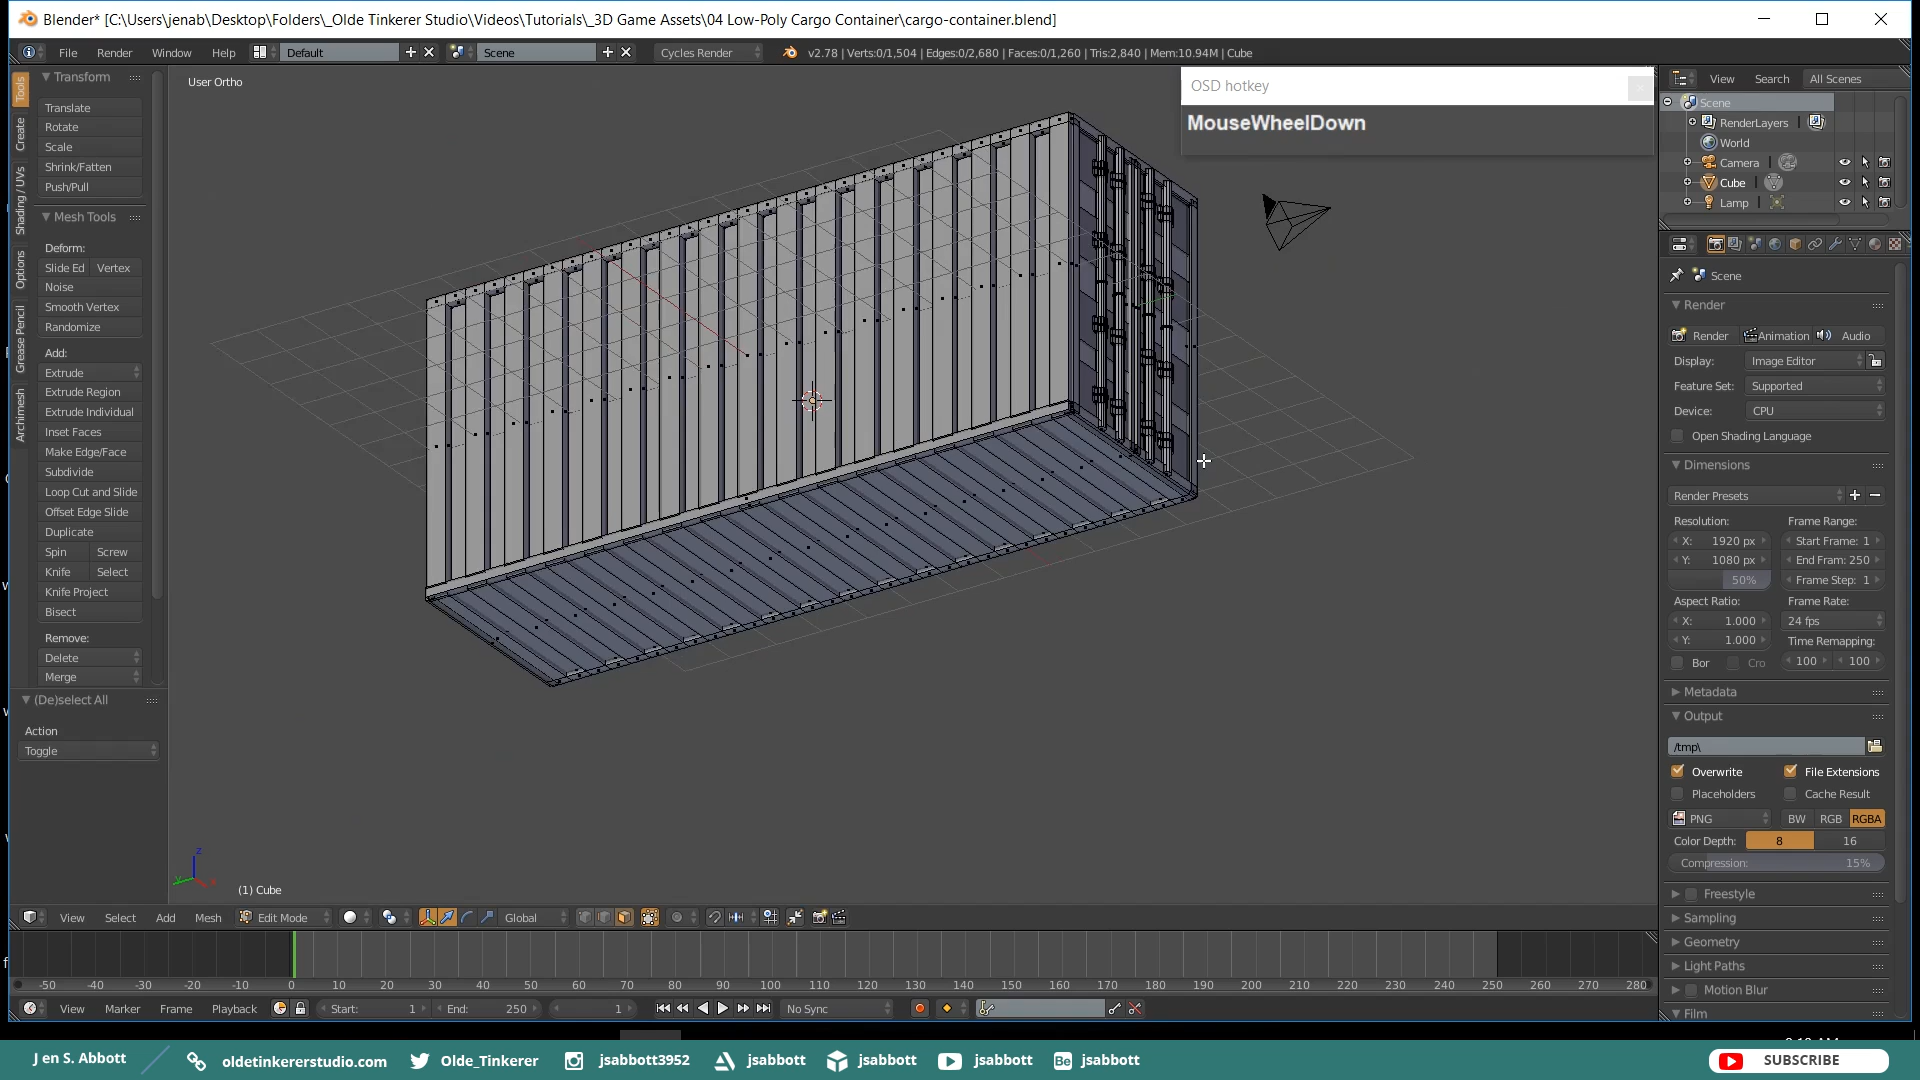 Blender* [C:\Users\jenab\Desktop\Folders\_Olde Tinkerer Studio\Videos\Tutorials\_3D Game Assets\04 Low-Poly Cargo Container\cargo-container.blend]
File Render Window Help Default Scene Cycles Render v2.78 | Verts:0/1,504 | Edges:0/2,680 | Faces:0/1,260 | Tris:2,840 | Mem:10.94M | Cube
Tools
Create
Shading / UVs
Options
Grease Pencil
Archimesh
Transform
Translate
Rotate
Scale
Shrink/Fatten
Push/Pull
Mesh Tools
Deform:
Slide Ed Vertex
Noise
Smooth Vertex
Randomize
Add:
Extrude
Extrude Region
Extrude Individual
Inset Faces
Make Edge/Face
Subdivide
Loop Cut and Slide
Offset Edge Slide
Duplicate
Spin Screw
Knife Select
Knife Project
Bisect
Remove:
Delete
Merge
(De)select All
Action
Toggle
User Ortho
OSD hotkey
MouseWheelDown
(1) Cube
View Select Add Mesh Edit Mode Global
View Search All Scenes
Scene
RenderLayers
World
Camera
Cube
Lamp
Scene
Render
Render Animation Audio
Display: Image Editor
Feature Set: Supported
Device: CPU
Open Shading Language
Dimensions
Render Presets
Resolution: Frame Range:
X: 1920 px Start Frame: 1
Y: 1080 px End Fram: 250
50% Frame Step: 1
Aspect Ratio: Frame Rate:
X: 1.000 24 fps
Y: 1.000 Time Remapping:
Bor Cro 100 100
Metadata
Output
/tmp\
Overwrite File Extensions
Placeholders Cache Result
PNG BW RGB RGBA
Color Depth: 8 16
Compression: 15%
Freestyle
Sampling
Geometry
Light Paths
Motion Blur
Film
-50 -40 -30 -20 -10 0 10 20 30 40 50 60 70 80 90 100 110 120 130 140 150 160 170 180 190 200 210 220 230 240 250 260 270 280
View Marker Frame Playback Start: 1 End: 250 1 No Sync
J en S. Abbott oldetinkererstudio.com Olde_Tinkerer jsabbott3952 jsabbott jsabbott jsabbott Be jsabbott SUBSCRIBE